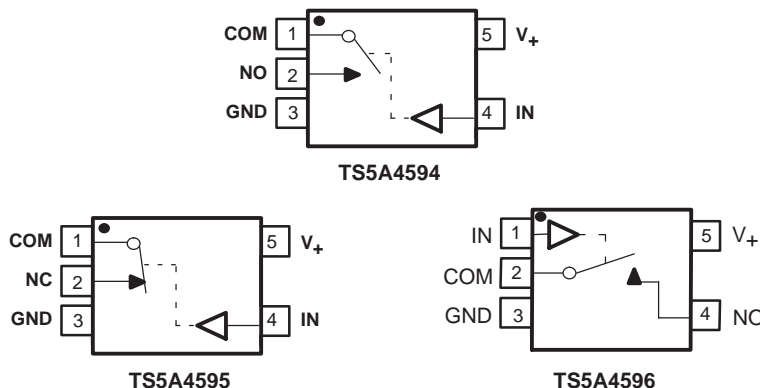 COM 1 5 V+
NO 2
GND 3 4 IN
TS5A4594
COM 1 5 V+
NC 2
GND 3 4 IN
TS5A4595
IN 1 5 V+
COM 2
GND 3 4 NO
TS5A4596